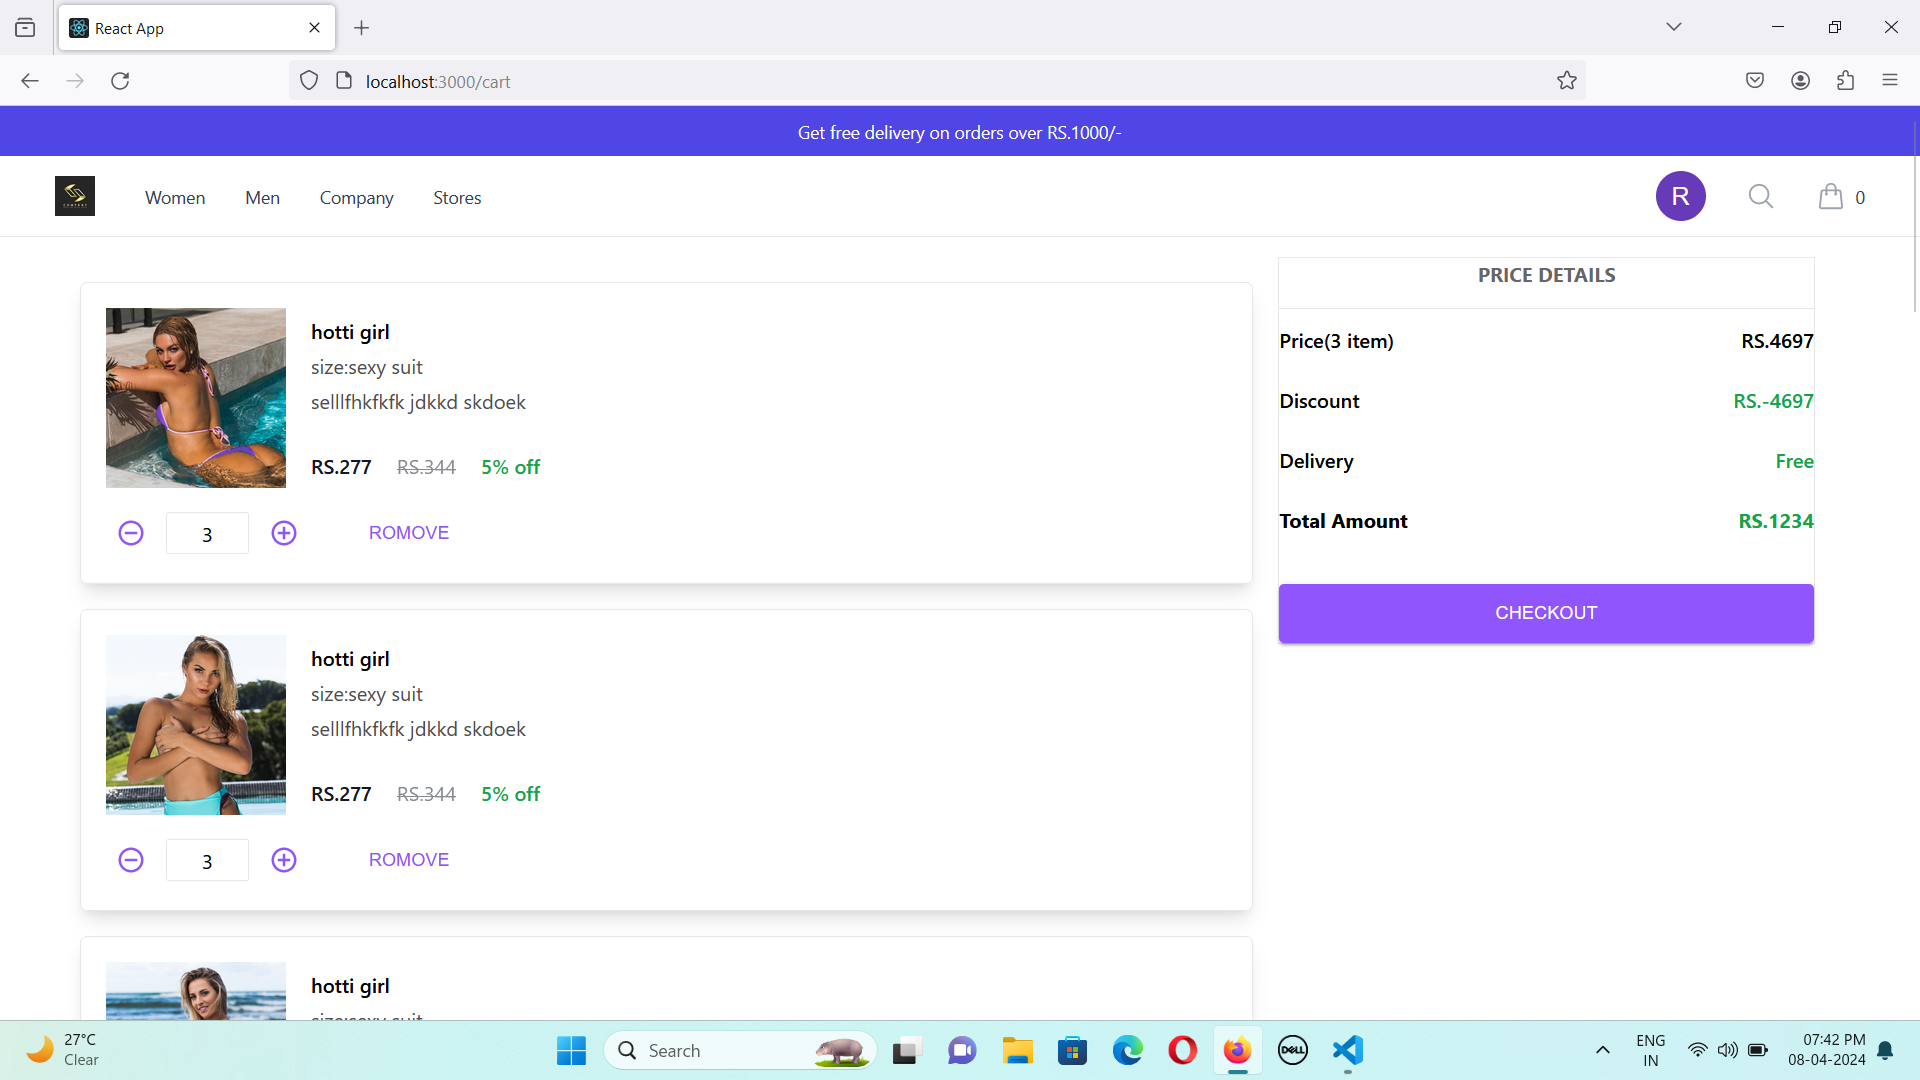 React App
localhost:3000/cart
Get free delivery on orders over RS.1000/-
Women Men Company Stores
R
0
hotti girl
size:sexy suit
selllfhkfkfk jdkkd skdoek
RS.277 RS.344 5% off
3 ROMOVE
hotti girl
size:sexy suit
selllfhkfkfk jdkkd skdoek
RS.277 RS.344 5% off
3 ROMOVE
hotti girl
size:sexy suit
PRICE DETAILS
Price(3 item) RS.4697
Discount RS.-4697
Delivery Free
Total Amount RS.1234
CHECKOUT
27°C
Clear
Search
DELL
ENG
IN
07:42 PM
08-04-2024